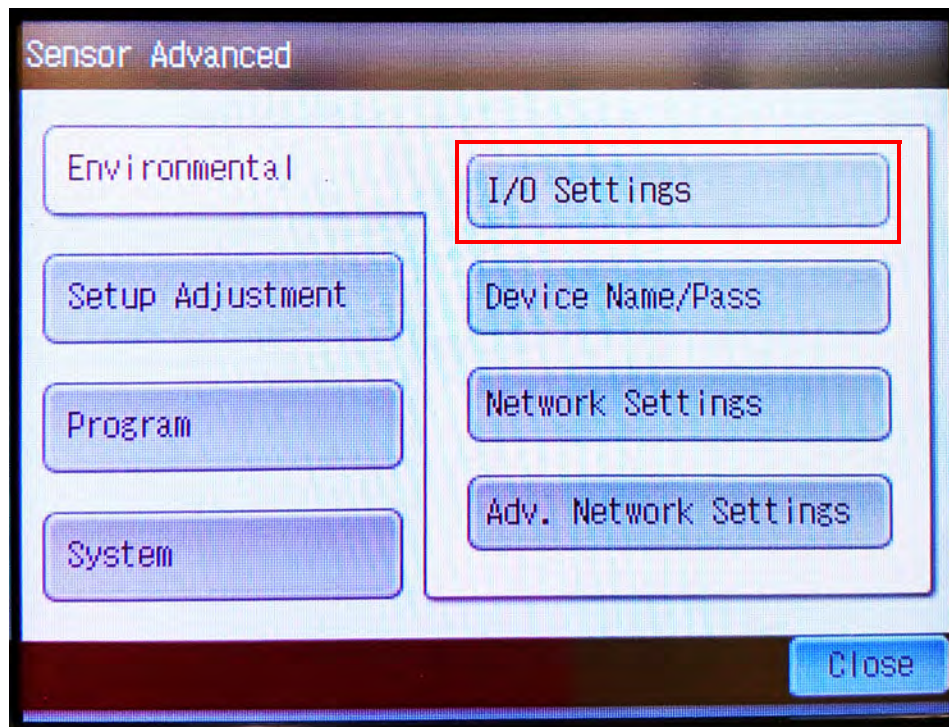 Sensor Advanced
Environmental
I/O Settings
Setup Adjustment
Device Name/Pass
Program
Network Settings
System
Adv. Network Settings
Close